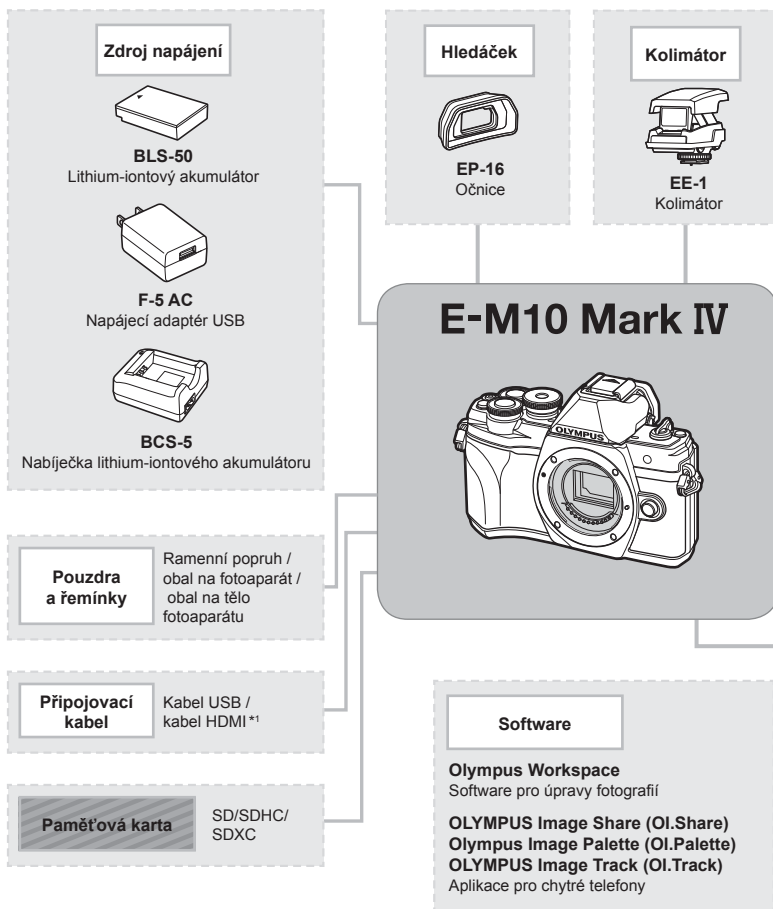 Zdroj napájení
BLS-50
Lithium-iontový akumulátor
F-5 AC
Napájecí adaptér USB
BCS-5
Nabíječka lithium-iontového akumulátoru
Hledáček
EP-16
Očnice
Kolimátor
EE-1
Kolimátor
E-M10 Mark IV
OLYMPUS
Pouzdra
a řemínky
Ramenní popruh /
obal na fotoaparát /
obal na tělo
fotoaparátu
Připojovací
kabel
Kabel USB /
kabel HDMI *1
Paměťová karta
SD/SDHC/
SDXC
Software
Olympus Workspace
Software pro úpravy fotografií
OLYMPUS Image Share (OI.Share)
Olympus Image Palette (OI.Palette)
OLYMPUS Image Track (OI.Track)
Aplikace pro chytré telefony